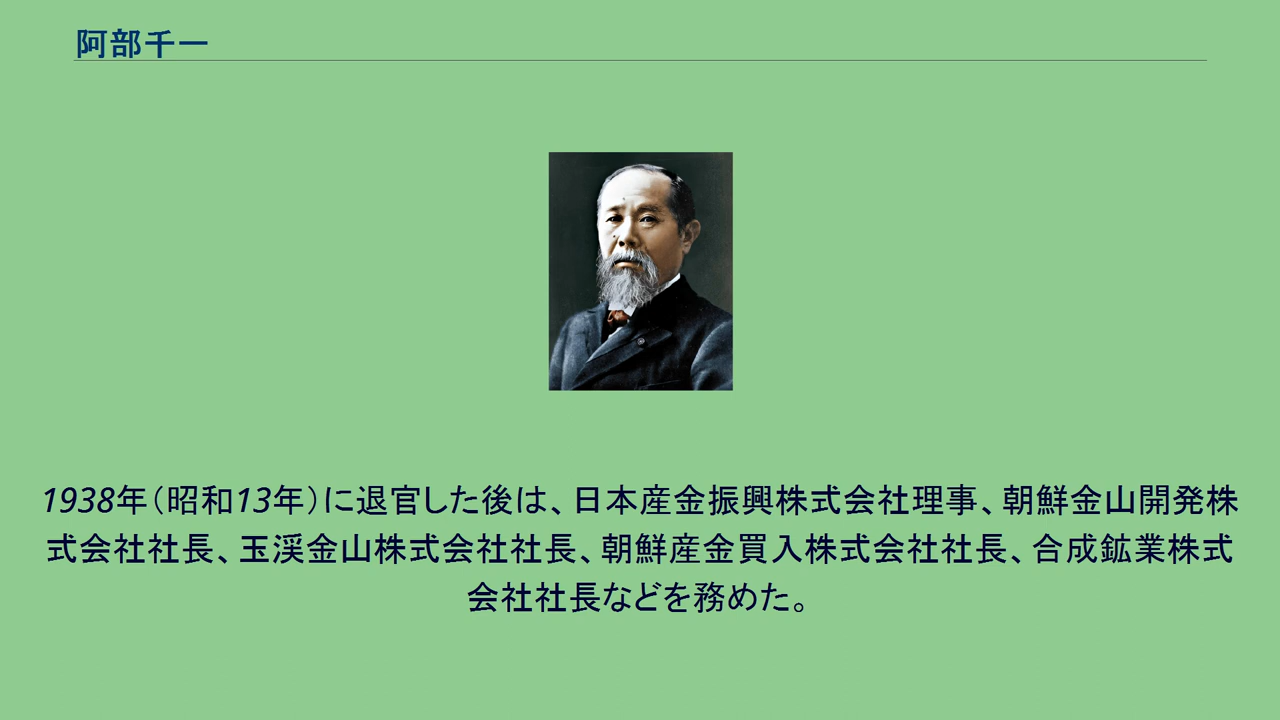 阿部千一
1938年（昭和13年）に退官した後は、日本産金振興株式会社理事、朝鮮金山開発株
式会社社長、玉渓金山株式会社社長、朝鮮産金買入株式会社社長、合成鉱業株式
会社社長などを務めた。